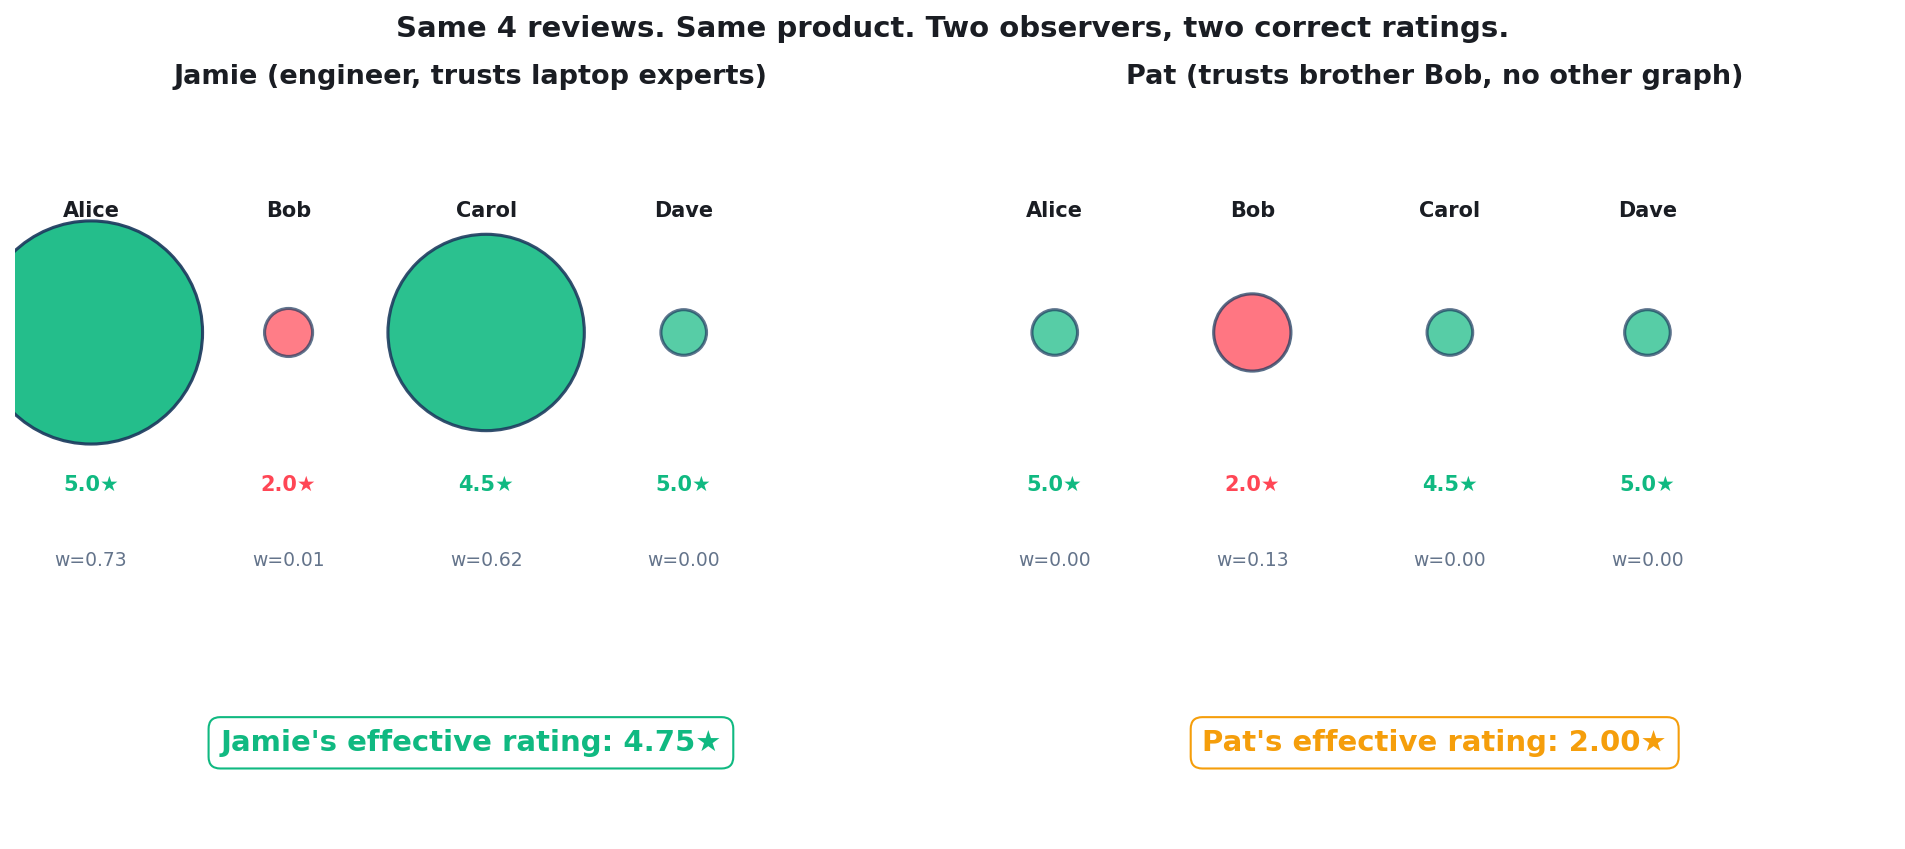 Same 4 reviews. Same product. Two observers, two correct ratings.
Jamie (engineer, trusts laptop experts)
Alice Bob Carol Dave
5.0★ 2.0★ 4.5★ 5.0★
w=0.73 w=0.01 w=0.62 w=0.00
Jamie's effective rating: 4.75★
Pat (trusts brother Bob, no other graph)
Alice Bob Carol Dave
5.0★ 2.0★ 4.5★ 5.0★
w=0.00 w=0.13 w=0.00 w=0.00
Pat's effective rating: 2.00★